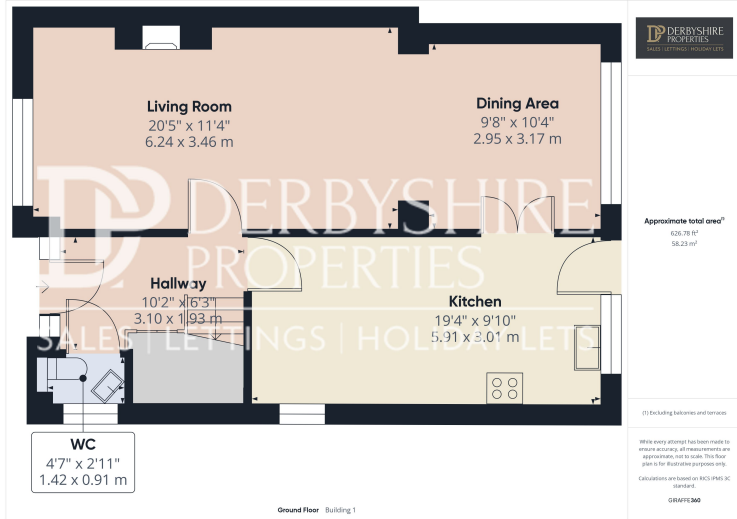 DERBYSHIRE
PROPERTIES
SALES | LETTINGS | HOLIDAY LETS
Living Room
20'5" x 11'4"
6.24 x 3.46 m
Dining Area
9'8" x 10'4"
2.95 x 3.17 m
DERBYSHIRE
PROPERTIES
SALES | LETTINGS | HOLIDAY LETS
Hallway
10'2" x 6'3"
3.10 x 1.93 m
Kitchen
19'4" x 9'10"
5.91 x 3.01 m
WC
4'7" x 2'11"
1.42 x 0.91 m
Ground Floor Building 1
Approximate total area⁽¹⁾
626.78 ft²
58.23 m²
(1) Excluding balconies and terraces
While every attempt has been made to
ensure accuracy, all measurements are
approximate, not to scale. This floor
plan is for illustrative purposes only.
Calculations are based on RICS IPMS 3C
standard.
GIRAFFE360